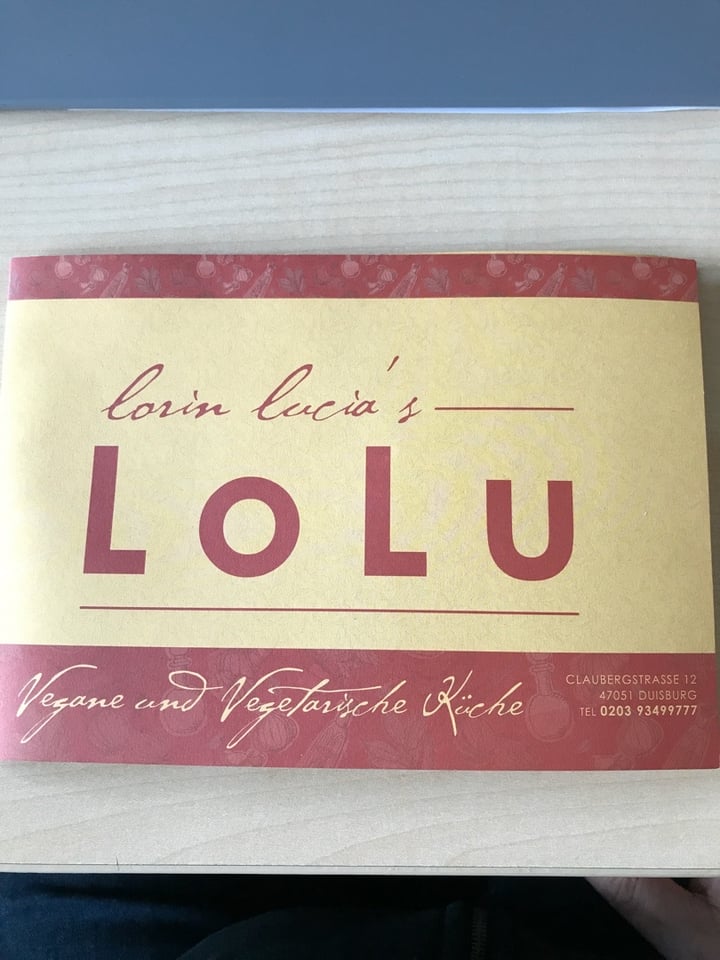 lorin lucia's
LoLu
Vegane und Vegetarische Küche
CLAUBERGSTRASSE 12
47051 DUISBURG
TEL 0203 93499777